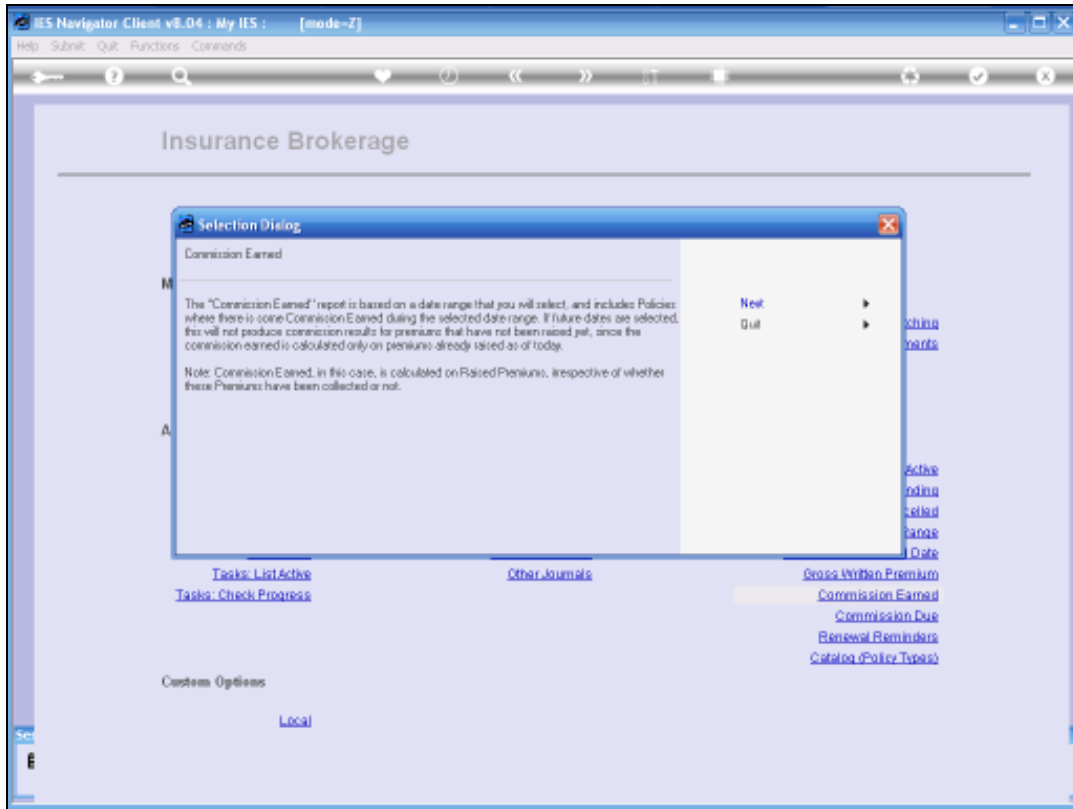 IES Navigator Client v8.04 : My IES : [mode=Z]
Help Submit Quit Functions Commands
Insurance Brokerage
Selection Dialog
Commission Earned
M
The "Commission Earned" report is based on a date range that you will select, and includes Policies
where there is some Commission Earned during the selected date range. If future dates are selected,
this will not produce commission results for premiums that have not been raised yet, since the
commission earned is calculated only on premiums already raised as of today.
Note: Commission Earned, in this case, is calculated on Raised Premiums, irrespective of whether
these Premiums have been collected or not.
Next
Quit
ching
ments
A
Active
nding
celled
Range
Date
Tasks: List Active
Other Journals
Gross Written Premium
Tasks: Check Progress
Commission Earned
Commission Due
Renewal Reminders
Catalog (Policy Types)
Custom Options
Local
Ses